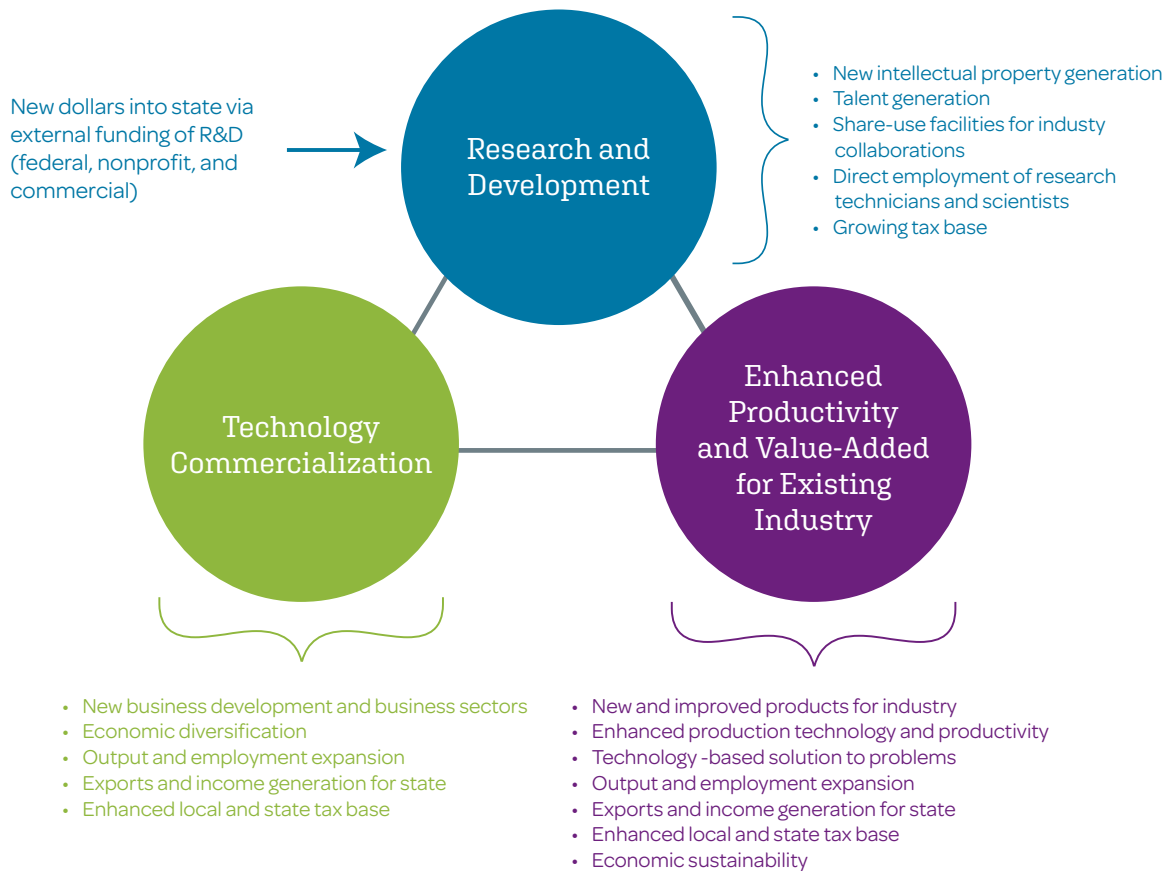 New dollars into state via
external funding of R&D
(federal, nonprofit, and
commercial)
Research and
Development
• New intellectual property generation
• Talent generation
• Share-use facilities for industy
collaborations
• Direct employment of research
technicians and scientists
• Growing tax base
Technology
Commercialization
Enhanced
Productivity
and Value-Added
for Existing
Industry
• New business development and business sectors
• Economic diversification
• Output and employment expansion
• Exports and income generation for state
• Enhanced local and state tax base
• New and improved products for industry
• Enhanced production technology and productivity
• Technology -based solution to problems
• Output and employment expansion
• Exports and income generation for state
• Enhanced local and state tax base
• Economic sustainability